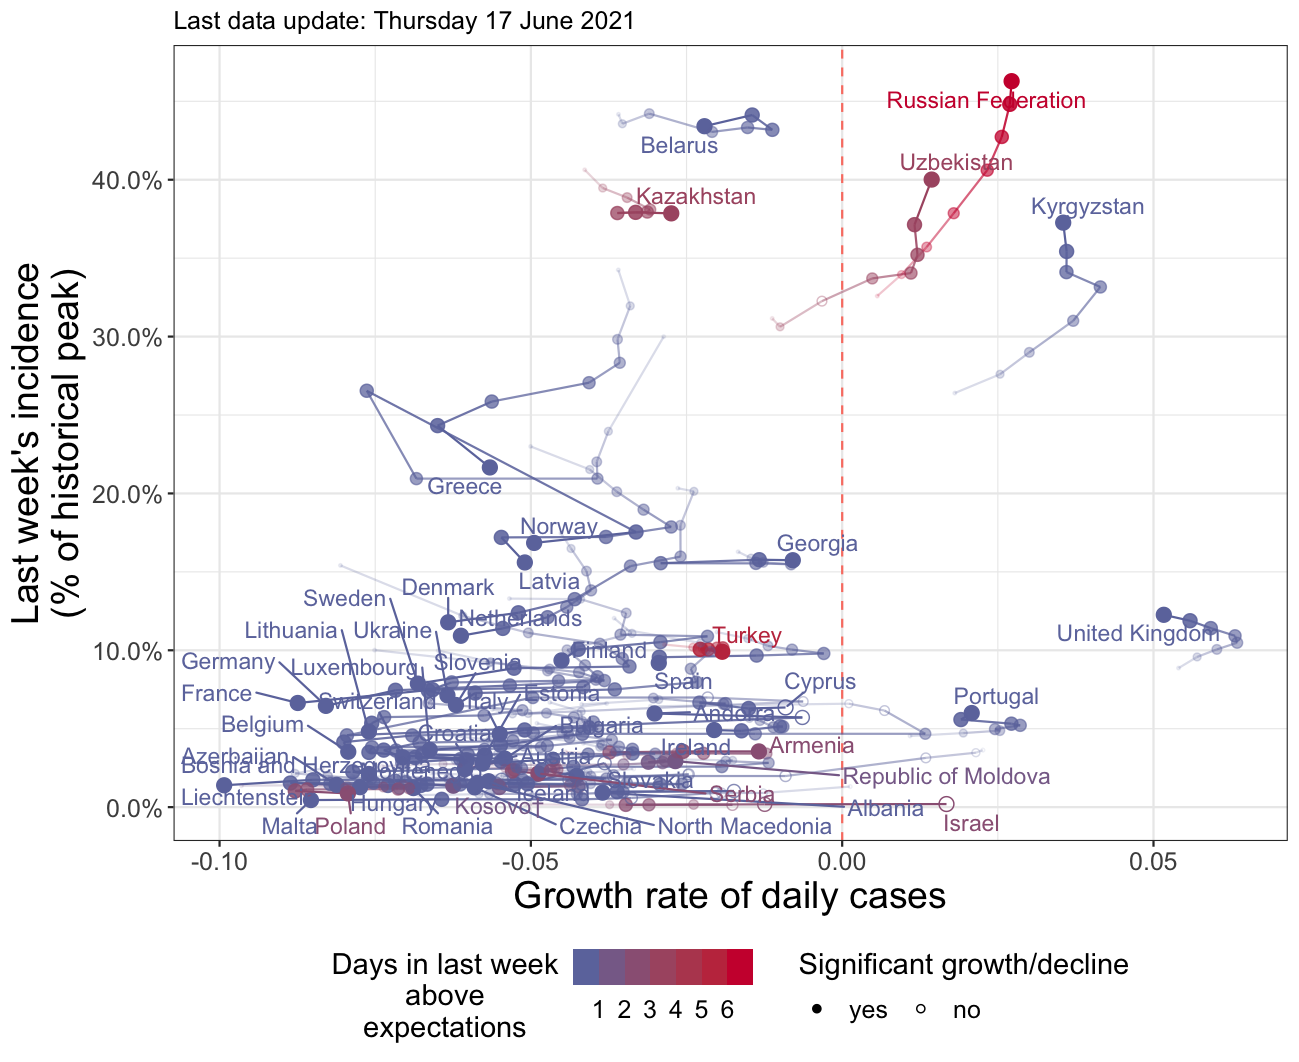 Last data update: Thursday 17 June 2021
Last week's incidence
(% of historical peak)
40.0%
30.0%
20.0%
10.0%
0.0%
Russian Federation
Belarus
Uzbekistan
Kazakhstan
Kyrgyzstan
Greece
Norway
Georgia
Latvia
Denmark
Sweden
Netherlands
United Kingdom
Lithuania
Ukraine
Turkey
Finland
Germany
Luxembourg
Slovenia
Spain
Cyprus
France
Switzerland
Italy
Estonia
Portugal
Andorra
Belgium
Croatia
Bulgaria
Ireland
Armenia
Azerbaijan
Austria
Bosnia and Herzegovina
Republic of Moldova
Slovakia
Liechtenstei
Iceland
Serbia
Hungary
Kosovo†
Albania
Israel
Malta
Poland
Romania
Czechia
North Macedonia
-0.10
-0.05
0.00
0.05
Growth rate of daily cases
Days in last week
above
expectations
1 2 3 4 5 6
Significant growth/decline
yes
no